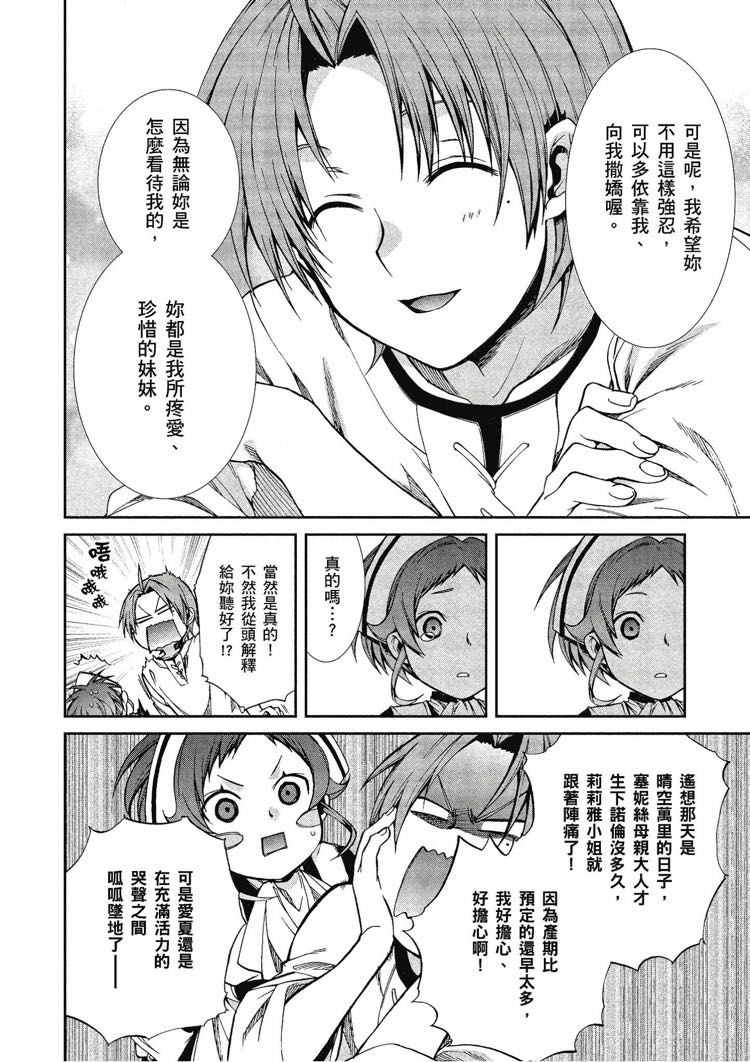 可是呢，我希望妳
不用這樣強忍，
可以多依靠我、
向我撒嬌喔。
因為無論妳是
怎麼看待我的，
妳都是我所疼愛、
珍惜的妹妹。
真的嗎…?
當然是真的！
不然我從頭解釋
給妳聽好了!?
唔哦哦哦
遙想那天是
晴空萬里的日子，
塞妮絲母親大人才
生下諾倫沒多久，
莉莉雅小姐就
跟著陣痛了！
因為產期比
預定的還早太多，
我好擔心、
好擔心啊！
可是愛夏還是
在充滿活力的
哭聲之間
呱呱墜地了——